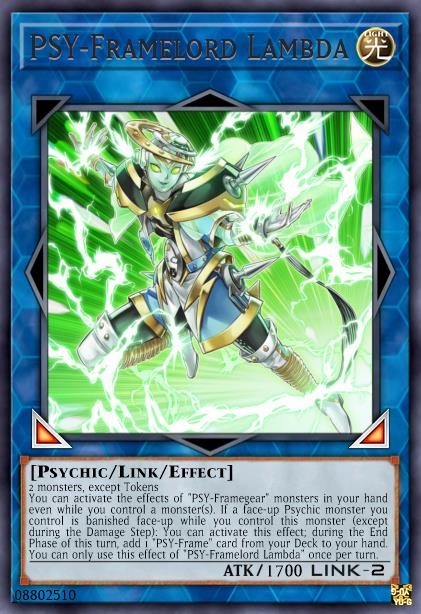 PSY-Framelord Lambda
LIGHT
光
[Psychic/Link/Effect]
2 monsters, except Tokens
You can activate the effects of "PSY-Framegear" monsters in your hand
even while you control a monster(s). If a face-up Psychic monster you
control is banished face-up while you control this monster (except
during the Damage Step): You can activate this effect; during the End
Phase of this turn, add 1 "PSY-Frame" card from your Deck to your hand.
You can only use this effect of "PSY-Framelord Lambda" once per turn.
ATK/1700 LINK-2
08802510